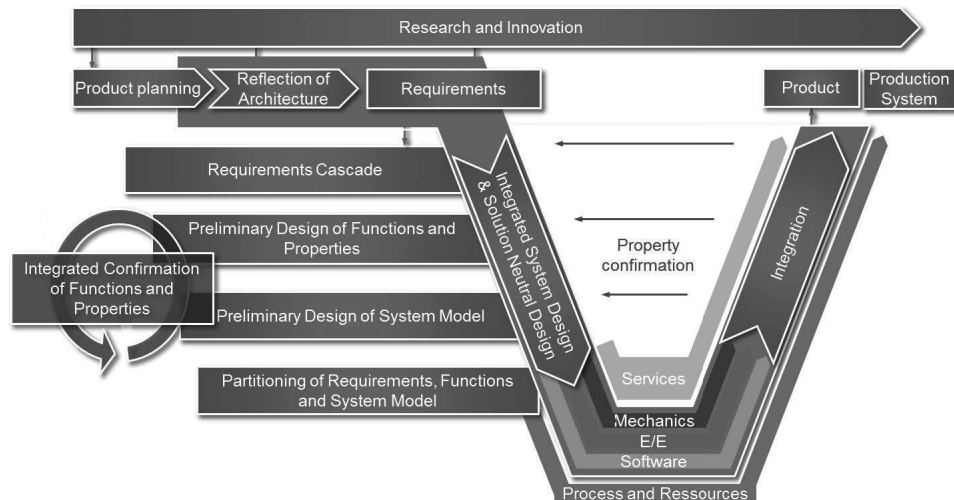 Research and Innovation
Product planning
Reflection of
Architecture
Requirements
Product
Production
System
Requirements Cascade
Preliminary Design of Functions and
Properties
Integrated Confirmation
of Functions and
Properties
Preliminary Design of System Model
Partitioning of Requirements, Functions
and System Model
Integrated System Design
& Solution Neutral Design
Property
confirmation
Integration
Services
Mechanics
E/E
Software
Process and Ressources